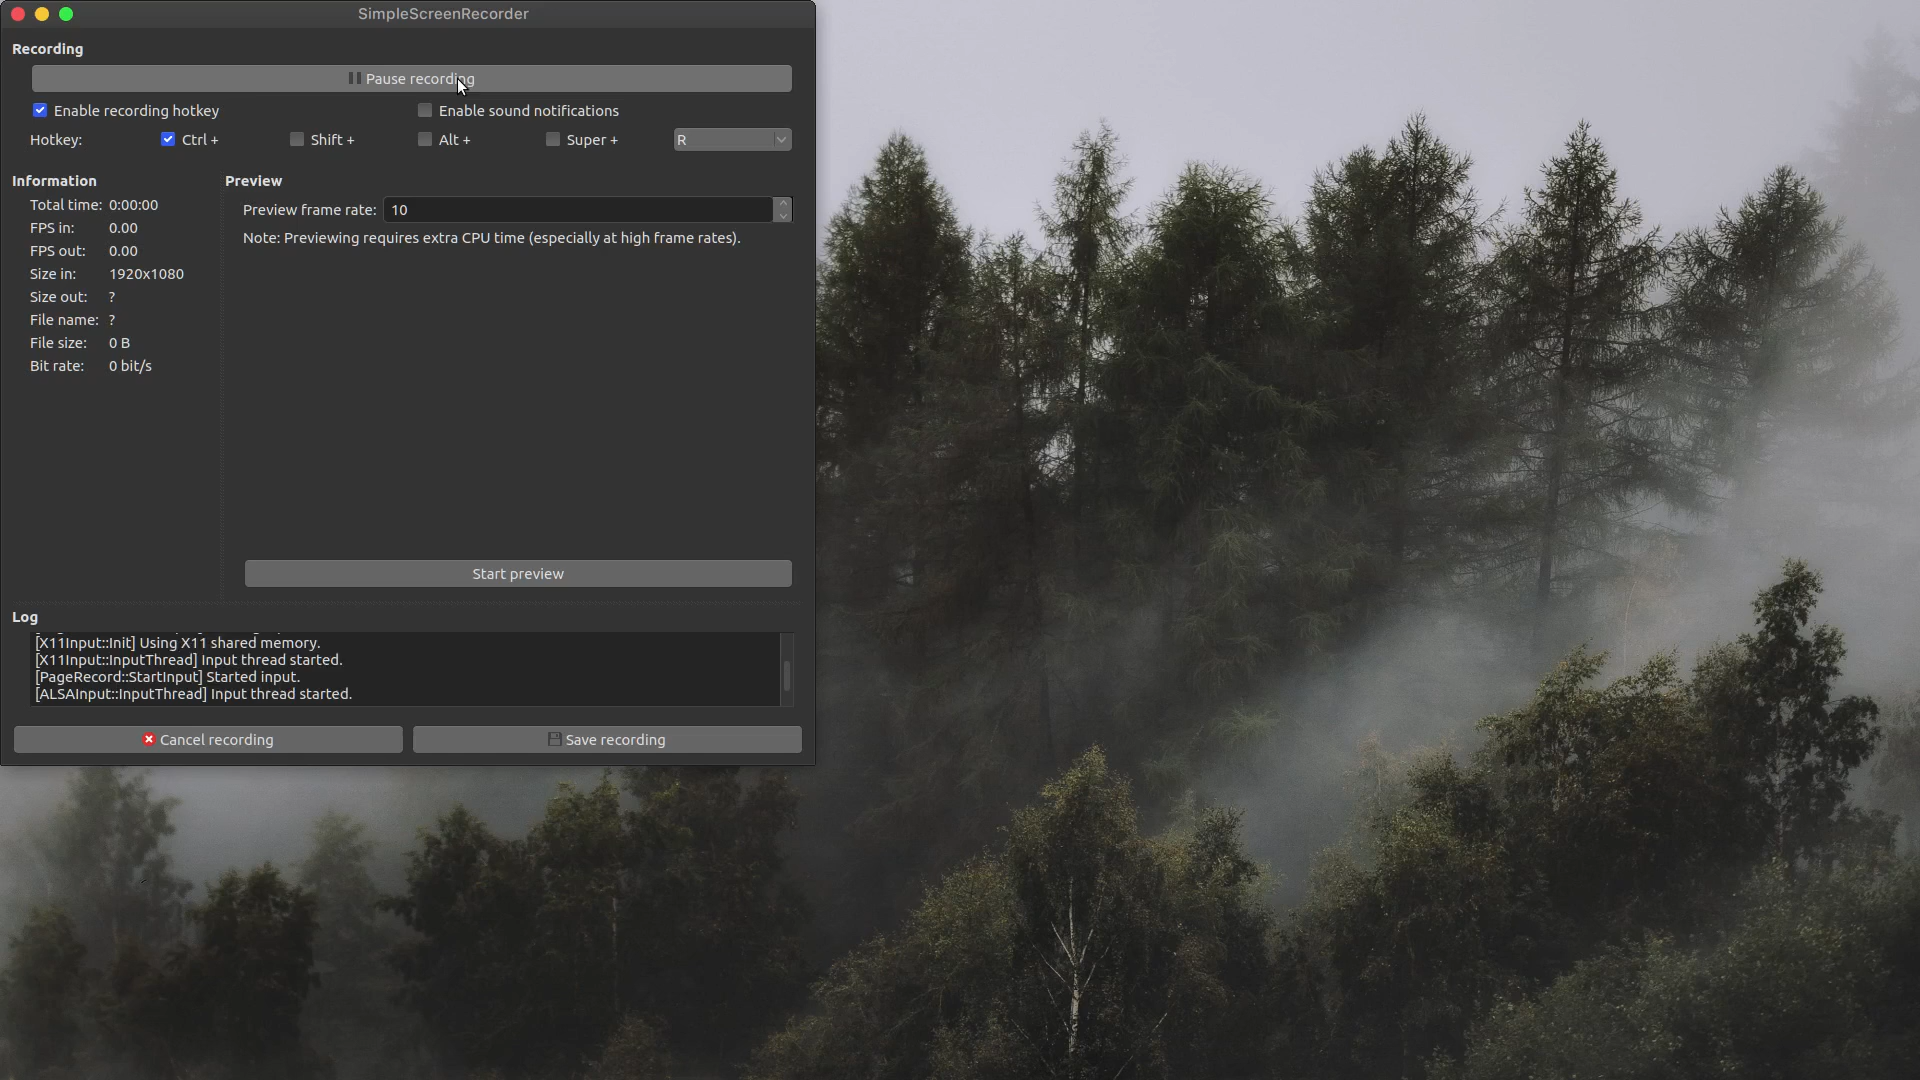 SimpleScreenRecorder
Recording
Pause recording
Enable recording hotkey
Enable sound notifications
Hotkey: Ctrl + Shift + Alt + Super + R
Information
Total time: 0:00:00
FPS in: 0.00
FPS out: 0.00
Size in: 1920x1080
Size out: ?
File name: ?
File size: 0 B
Bit rate: 0 bit/s
Preview
Preview frame rate: 10
Note: Previewing requires extra CPU time (especially at high frame rates).
Start preview
Log
[X11Input::Init] Using X11 shared memory.
[X11Input::InputThread] Input thread started.
[PageRecord::StartInput] Started input.
[ALSAInput::InputThread] Input thread started.
Cancel recording
Save recording